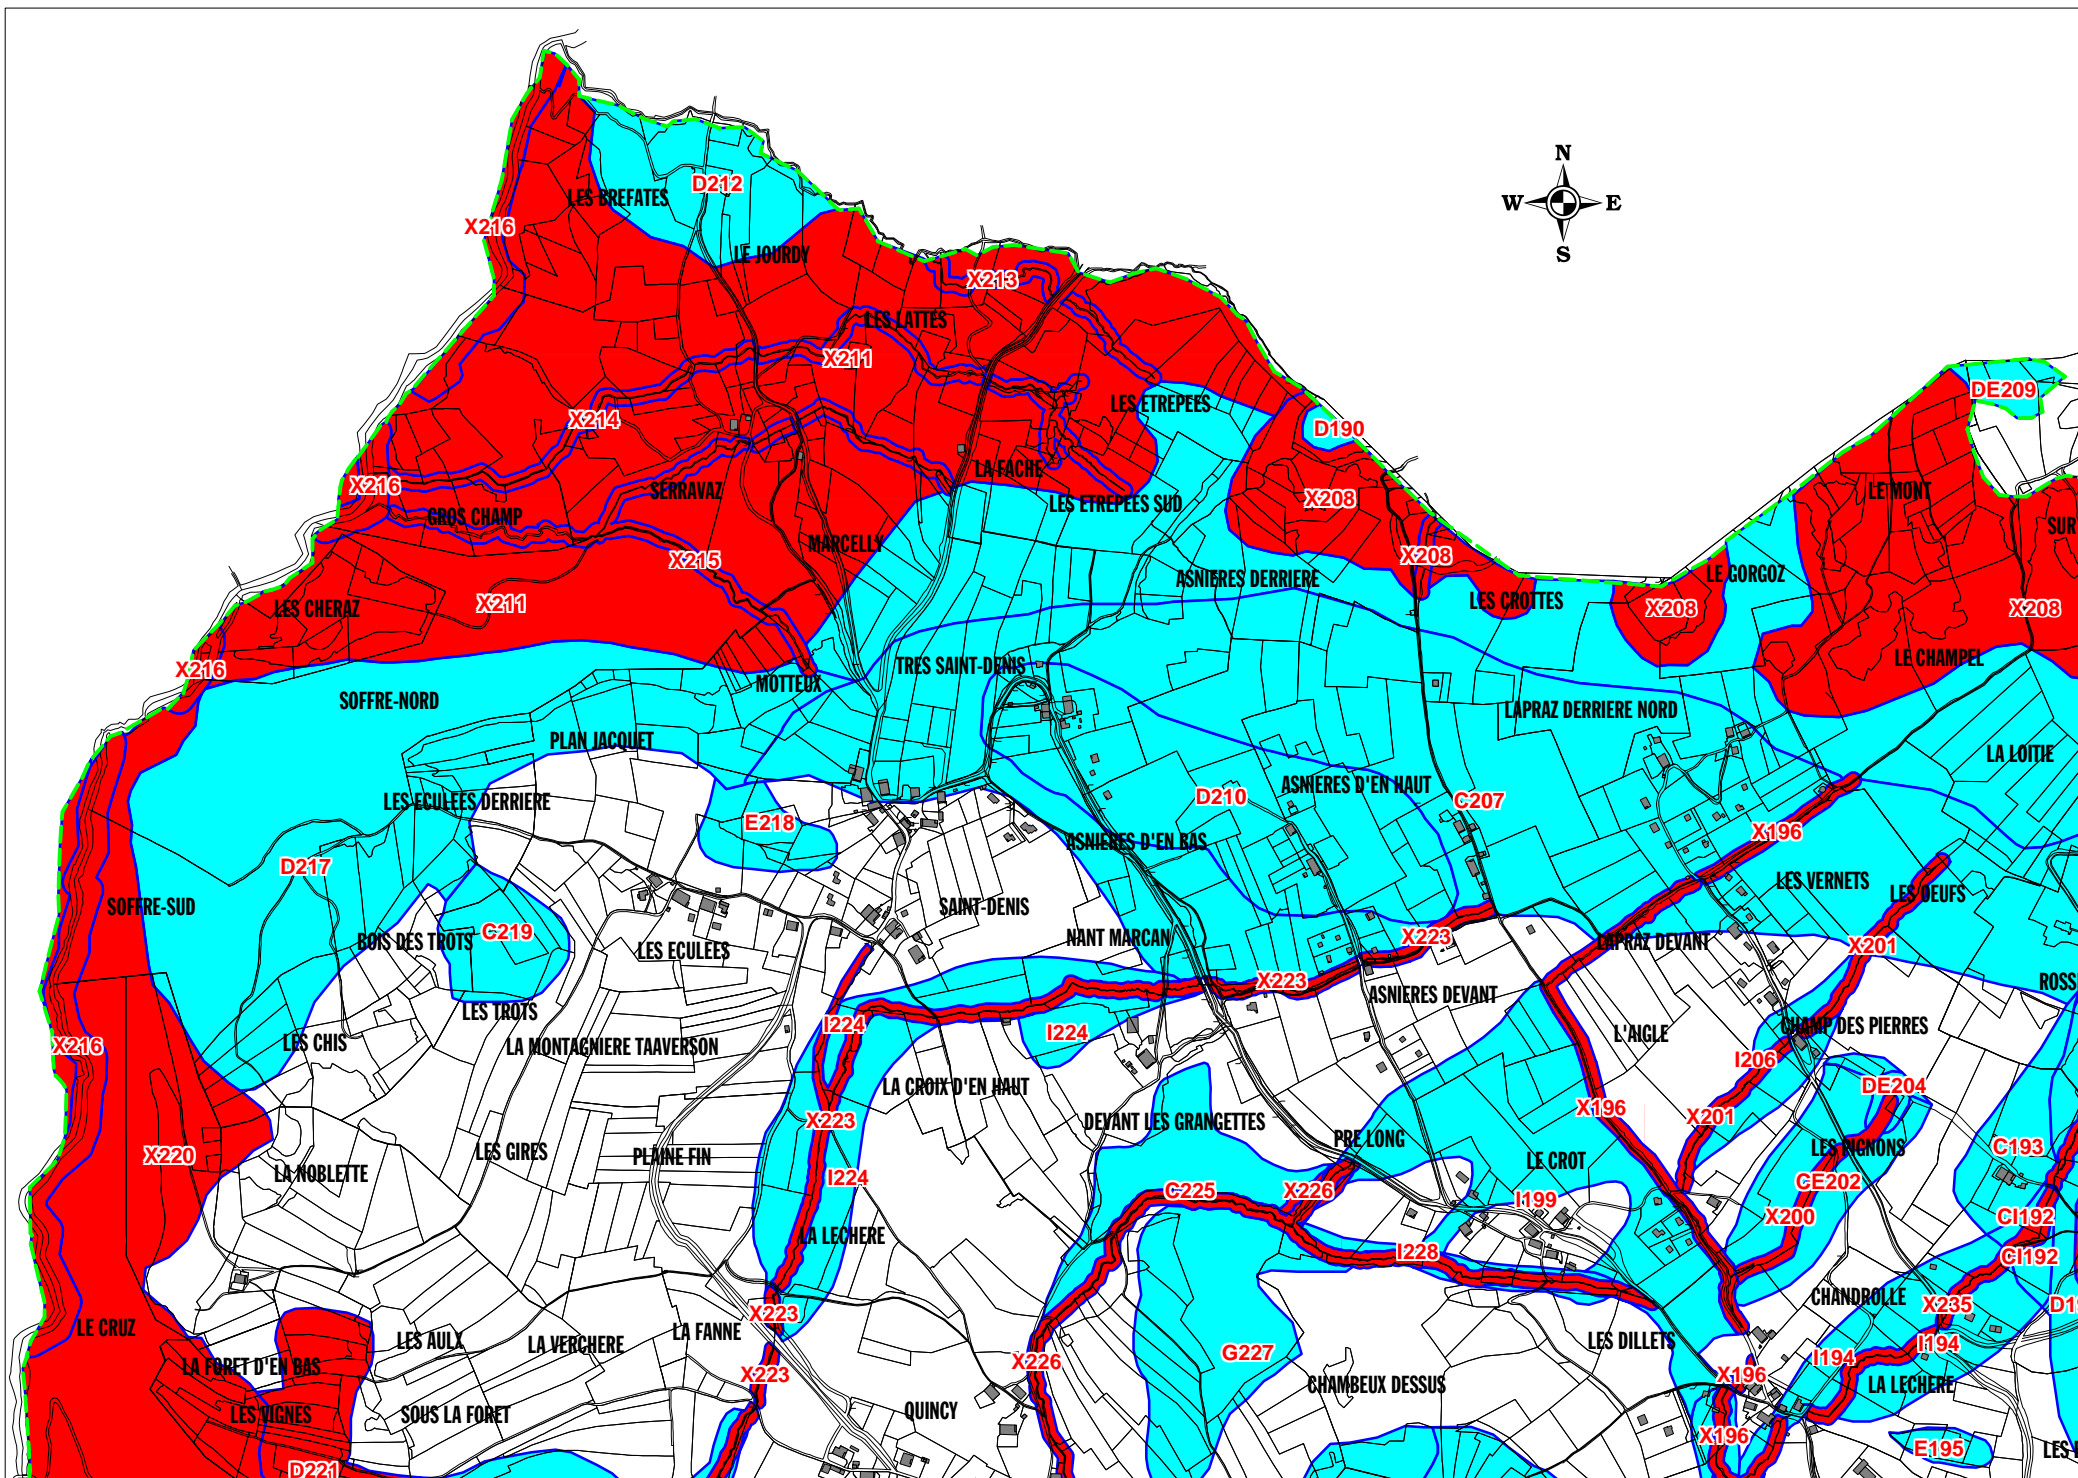 N
W
E
S
D212
LES BREFATES
X216
LE JOURDY
X213
LES LATTES
X211
DE209
LES ETREPEES
X214
D190
LA FACHE
X216
SERRAVAZ
LE MONT
X208
LES ETREPEES SUD
GROS CHAMP
SUR
MARCELLY
X208
X215
ASNIERES DERRIERE
LE GORGOZ
LES CHERAZ
X211
LES CROTTES
X208
X208
X216
TRES SAINT-DENIS
LE CHAMPEL
MOTTEUX
SOFFRE-NORD
LAPRAZ DERRIERE NORD
PLAN JACQUET
LA LOITIE
LES ECULEES DERRIERE
D210
ASNIERES D'EN HAUT
C207
E218
X196
ASNIERES D'EN BAS
D217
LES VERNETS
LES OEUFS
SOFFRE-SUD
SAINT-DENIS
BOIS DES TROTS
C219
NANT MARCAN
X223
LAPRAZ DEVANT
X201
LES ECULEES
X223
ASNIERES DEVANT
ROSS
LES TROTS
X216
LES CHIS
I224
I224
LA MONTAGNIERE TAAVERSON
L'AIGLE
CHAMP DES PIERRES
I206
LA CROIX D'EN HAUT
DE204
X223
DEVANT LES GRANGETTES
X196
X201
PRE LONG
X220
LES GIRES
PLAINE FIN
LES PIGNONS
C193
LA NOBLETTE
LE CROT
I224
C225
X226
I199
CE202
X200
CI192
LA LECHERE
I228
CI192
X223
CHANDROLLE
X235
D19
LE CRUZ
LES AULX
LA VERCHERE
LA FANNE
LES DILLETS
I194
LA FORET D'EN BAS
X226
G227
I194
X223
X196
CHAMBEUX DESSUS
LA LECHERE
LES VIGNES
SOUS LA FORET
QUINCY
X196
E195
LES
D221